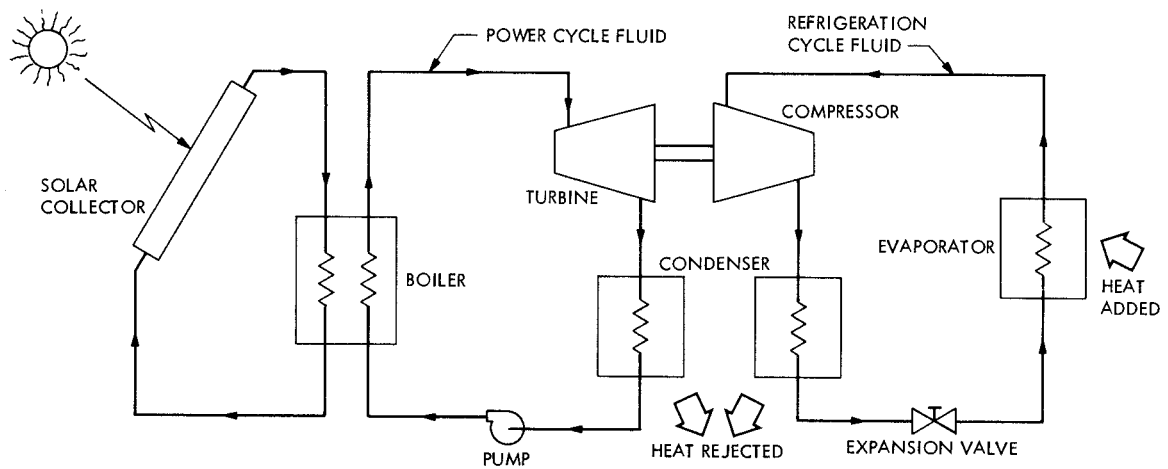 POWER CYCLE FLUID
REFRIGERATION
CYCLE FLUID
COMPRESSOR
SOLAR
COLLECTOR
TURBINE
BOILER
CONDENSER
EVAPORATOR
HEAT
ADDED
PUMP
HEAT REJECTED
EXPANSION VALVE